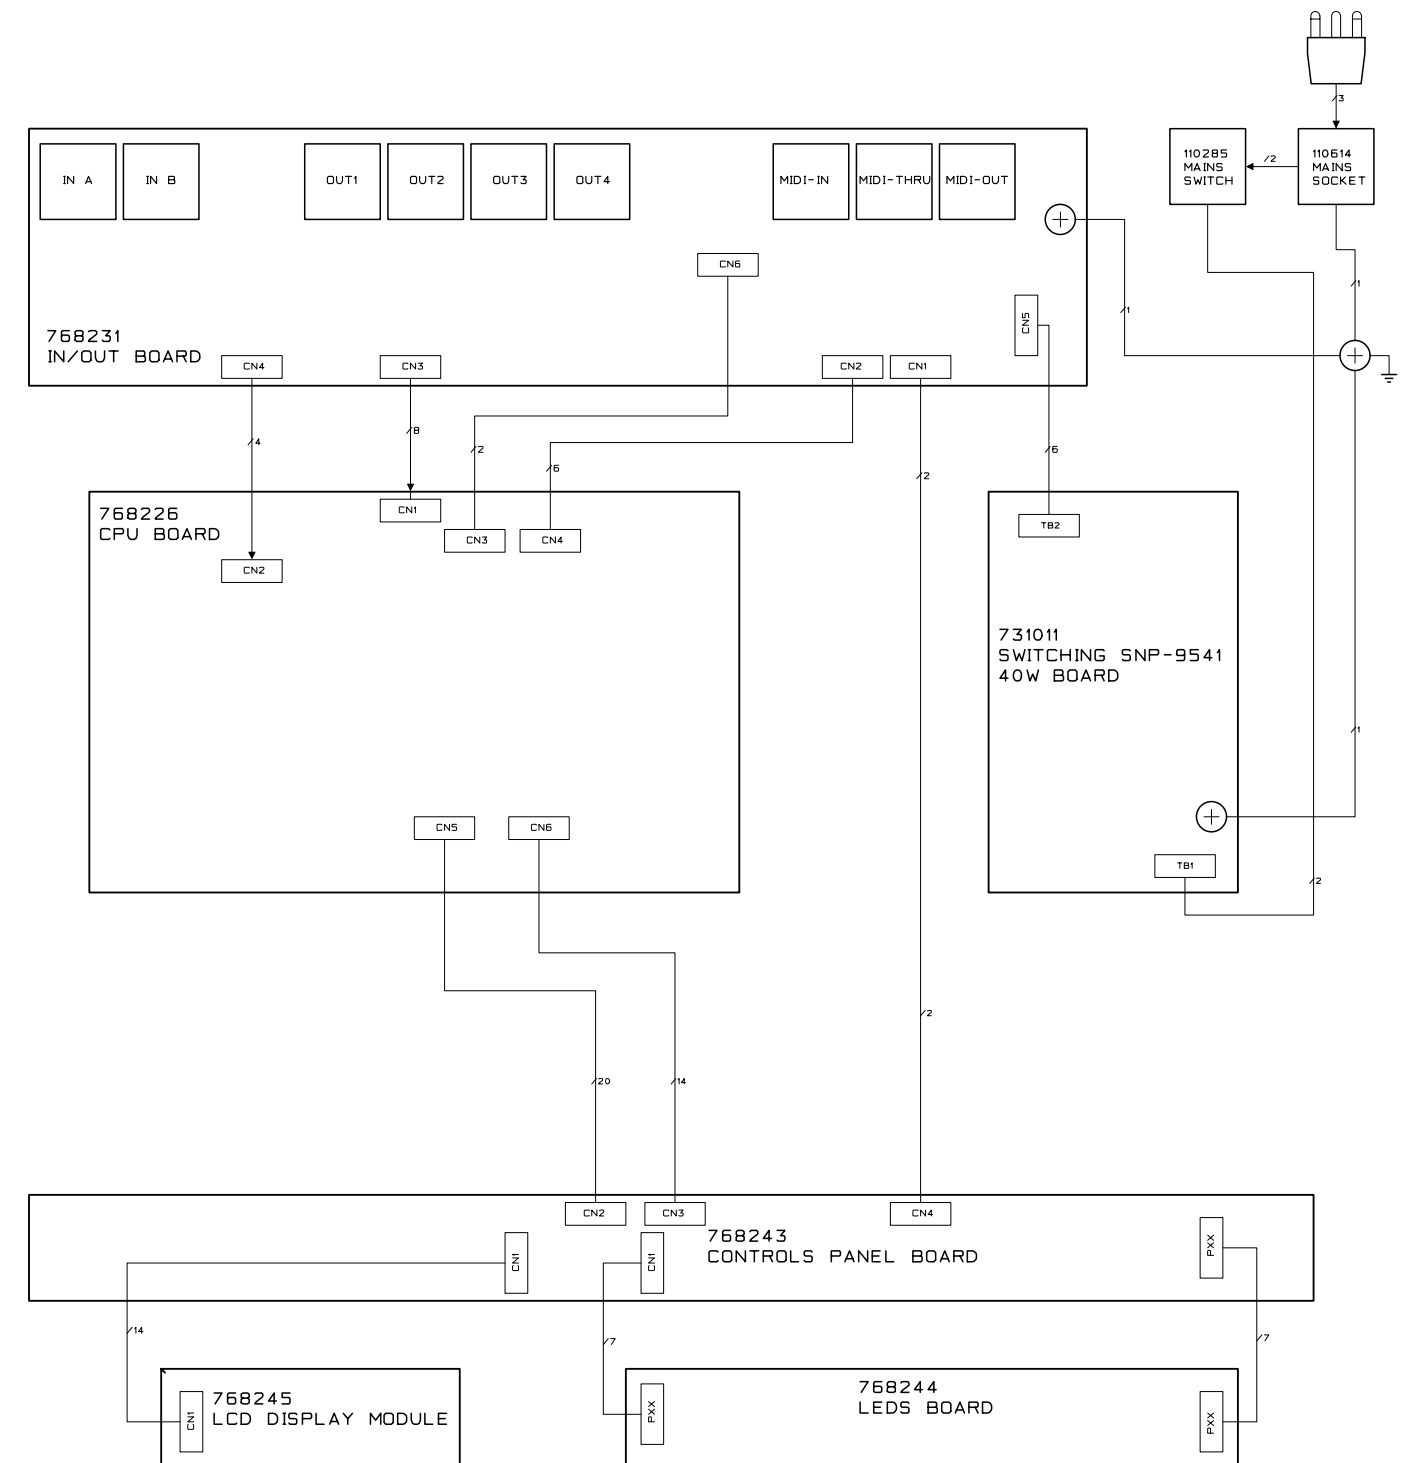 /3
110285
MAINS
SWITCH
/2
110614
MAINS
SOCKET
IN A
IN B
OUT1
OUT2
OUT3
OUT4
MIDI-IN
MIDI-THRU
MIDI-OUT
CN6
/1
/1
CN5
768231
IN/OUT BOARD
CN4
CN3
CN2
CN1
/4
/8
/2
/6
/2
/6
768226
CPU BOARD
CN1
CN3
CN4
CN2
TB2
731011
SWITCHING SNP-9541
40W BOARD
/1
CN5
CN6
TB1
/2
/2
/20
/14
CN2
CN3
CN4
768243
CONTROLS PANEL BOARD
CN1
CN1
PXX
/14
/7
/7
768245
LCD DISPLAY MODULE
CN1
768244
LEDS BOARD
PXX
PXX